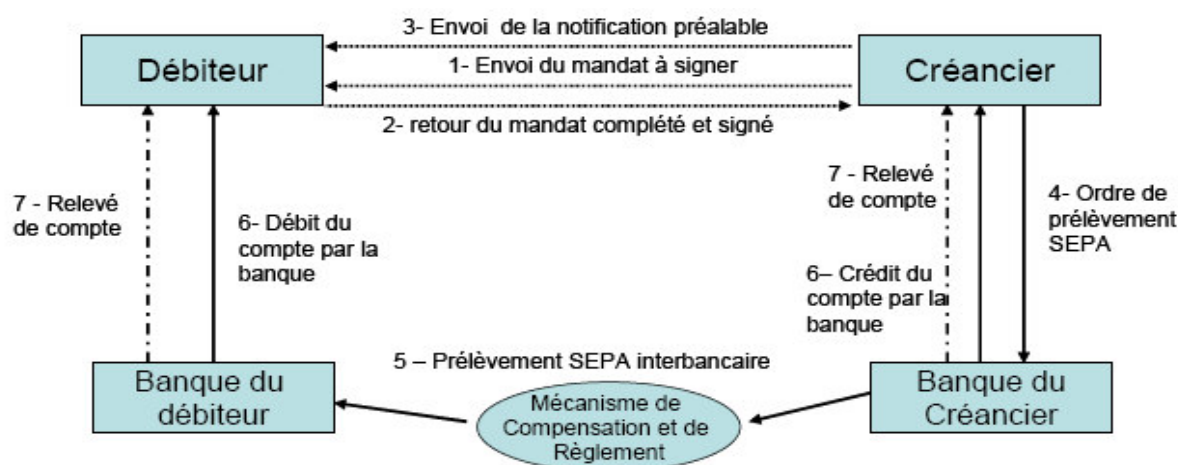 3- Envoi de la notification préalable
Débiteur
Créancier
1- Envoi du mandat à signer
2- retour du mandat complété et signé
7 - Relevé
de compte
6- Débit du
compte par la
banque
7 - Relevé
de compte
4- Ordre de
prélèvement
SEPA
6– Crédit du
compte par la
banque
5 – Prélèvement SEPA interbancaire
Banque du
débiteur
Mécanisme de
Compensation et de
Règlement
Banque du
Créancier